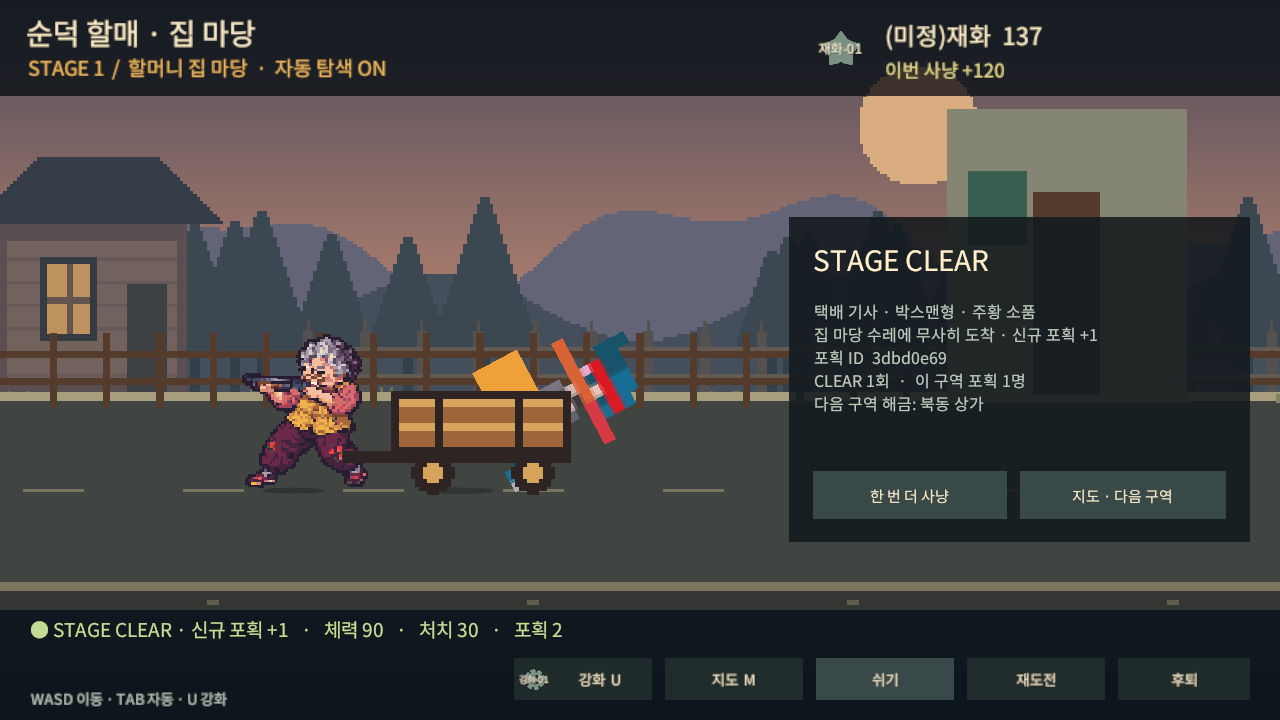 순덕 할매 · 집 마당
STAGE 1 / 할머니 집 마당 · 자동 탐색 ON
재화-01
(미정)재화 137
이번 사냥 +120
STAGE CLEAR
택배 기사 · 박스맨형 · 주황 소품
집 마당 수레에 무사히 도착 · 신규 포획 +1
포획 ID 3dbd0e69
CLEAR 1회 · 이 구역 포획 1명
다음 구역 해금: 북동 상가
한 번 더 사냥
지도 · 다음 구역
STAGE CLEAR · 신규 포획 +1 · 체력 90 · 처치 30 · 포획 2
강화 U
지도 M
쉬기
재도전
후퇴
WASD 이동 · TAB 자동 · U 강화